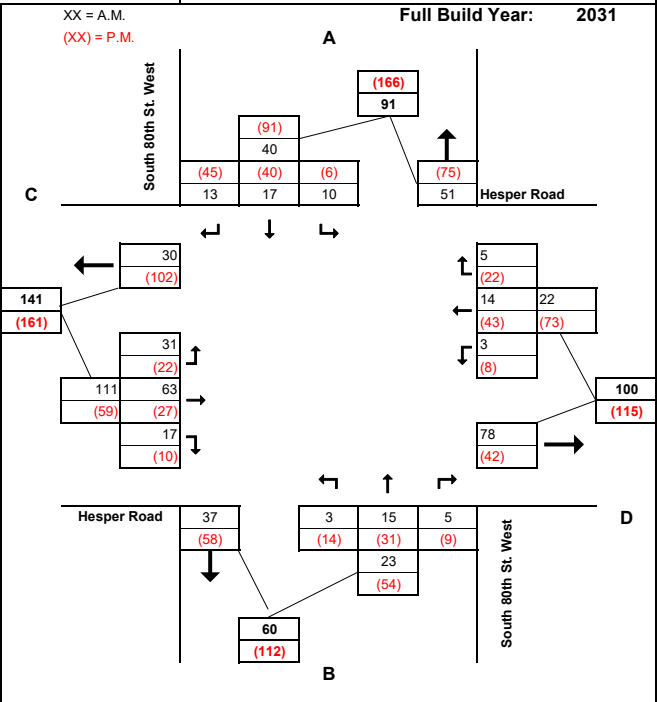 XX = A.M. Full Build Year: 2031
(XX) = P.M.
A
South 80th St. West
(166)
91
(91)
40
(45) (40) (6) (75)
13 17 10 51 Hesper Road
C
30 5
(102) (22)
141 14 22
(161) (43) (73)
31 3
(22) (8)
111 63 100
(59) (27) (115)
17 78
(10) (42)
Hesper Road 37 3 15 5 D
(58) (14) (31) (9)
23
(54)
South 80th St. West
60
(112)
B